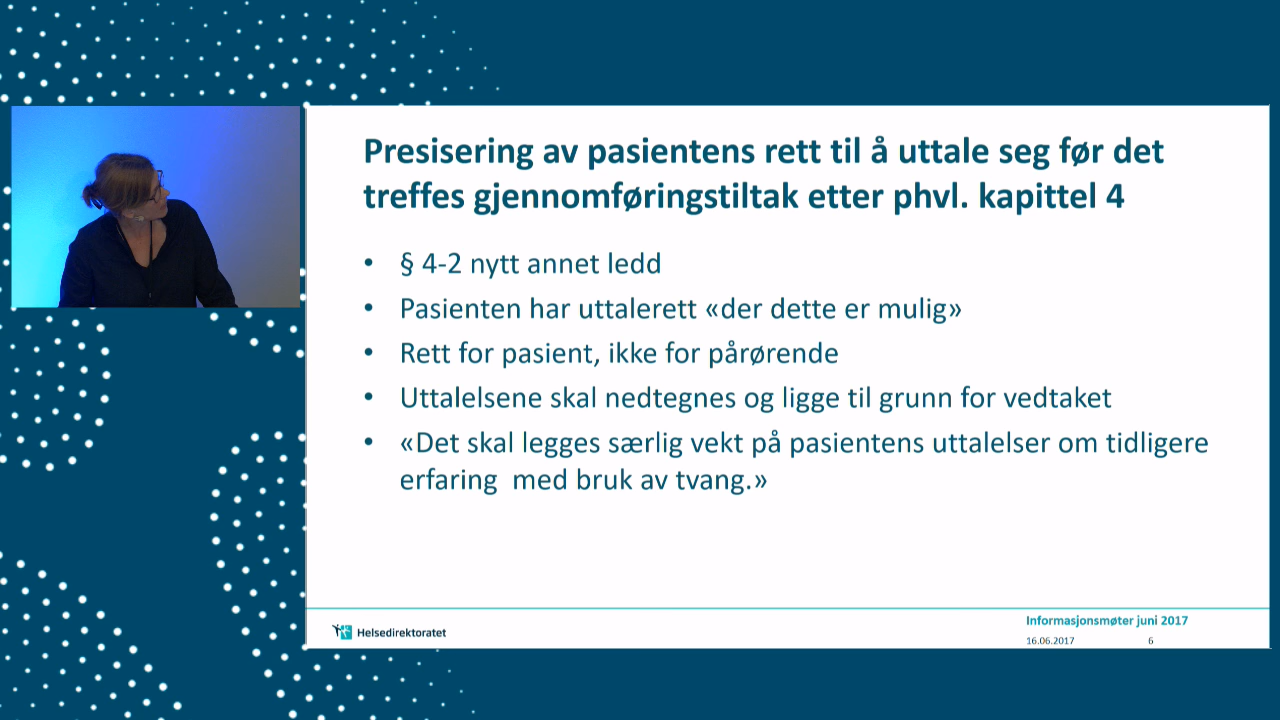 Presisering av pasientens rett til å uttale seg før det
treffes gjennomføringstiltak etter phvl. kapittel 4
• § 4-2 nytt annet ledd
• Pasienten har uttalerett «der dette er mulig»
• Rett for pasient, ikke for pårørende
• Uttalelsene skal nedtegnes og ligge til grunn for vedtaket
• «Det skal legges særlig vekt på pasientens uttalelser om tidligere
erfaring  med bruk av tvang.»
Helsedirektoratet
Informasjonsmøter juni 2017
16.06.2017 6